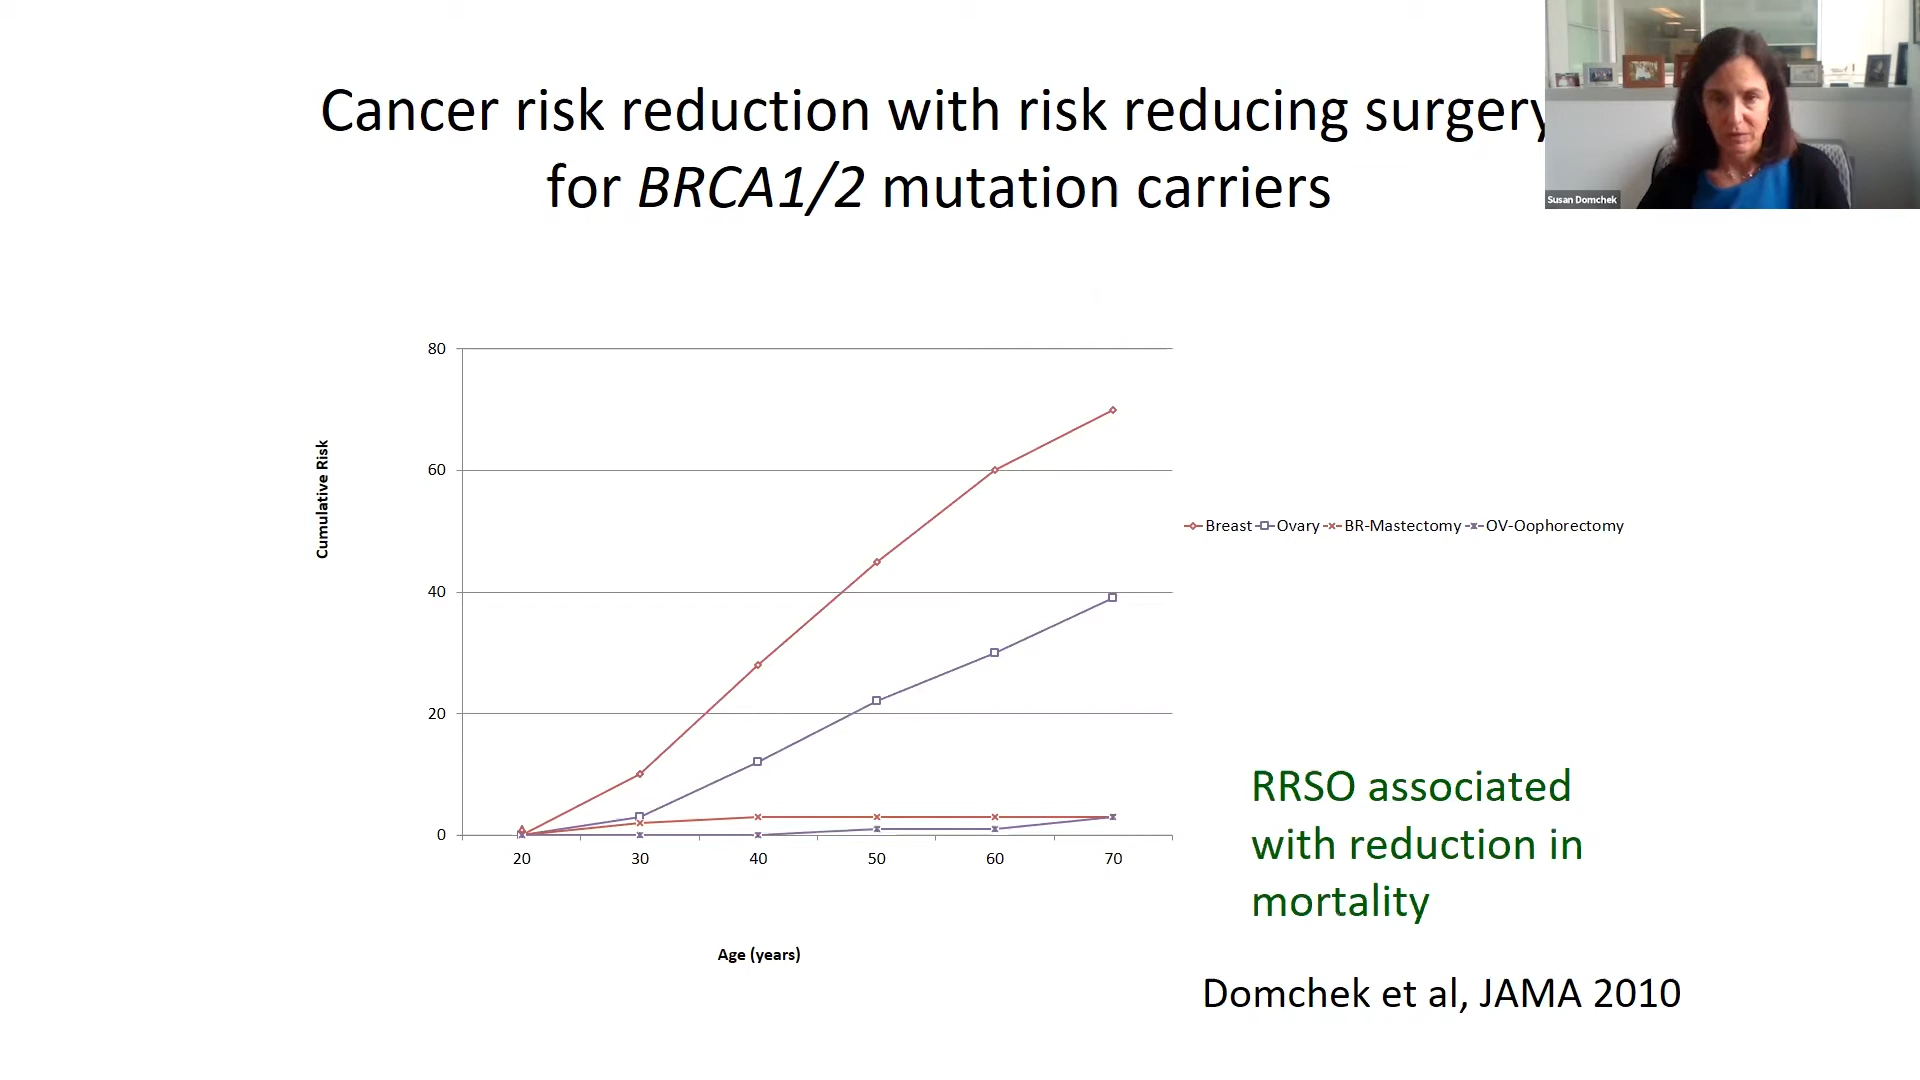 Cancer risk reduction with risk reducing surgery
for BRCA1/2 mutation carriers
Susan Domchek
80
60
40
20
0
20 30 40 50 60 70
Cumulative Risk
Age (years)
Breast Ovary BR-Mastectomy OV-Oophorectomy
RRSO associated
with reduction in
mortality
Domchek et al, JAMA 2010